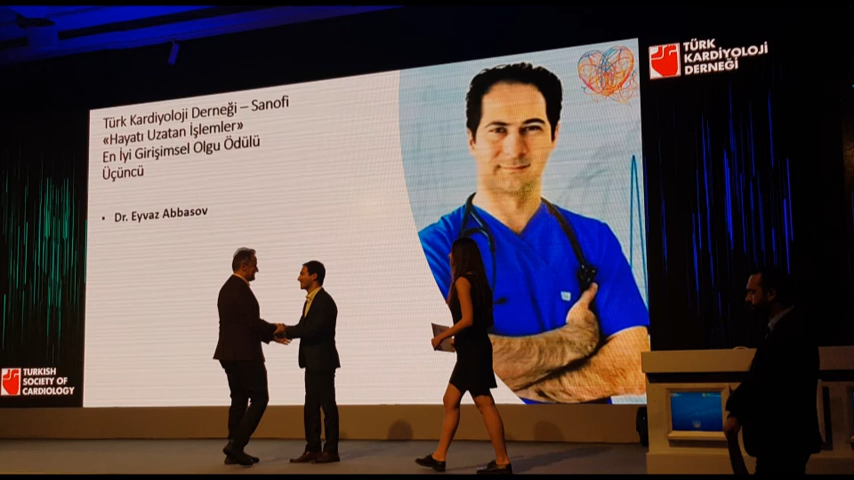 Türk Kardiyoloji Derneği – Sanofi
«Hayatı Uzatan İşlemler»
En İyi Girişimsel Olgu Ödülü
Üçüncü
• Dr. Eyvaz Abbasov
TÜRK
KARDİYOLOJİ
DERNEĞİ
TURKISH
SOCIETY OF
CARDIOLOGY